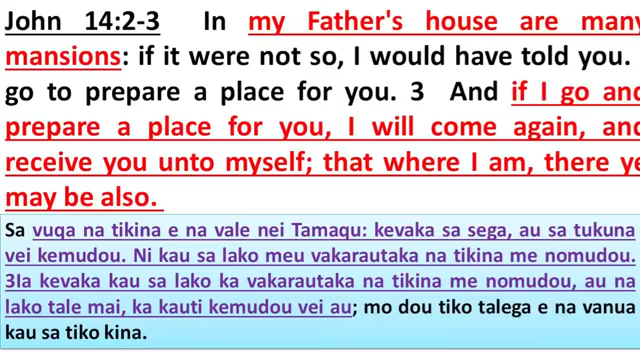 John 14:2-3 In my Father's house are many
mansions: if it were not so, I would have told you.
go to prepare a place for you. 3 And if I go and
prepare a place for you, I will come again, and
receive you unto myself; that where I am, there ye
may be also.
Sa vuqa na tikina e na vale nei Tamaqu: kevaka sa sega, au sa tukuna
vei kemudou. Ni kau sa lako meu vakarautaka na tikina me nomudou.
3Ia kevaka kau sa lako ka vakarautaka na tikina me nomudou, au na
lako tale mai, ka kauti kemudou vei au; mo dou tiko talega e na vanua
kau sa tiko kina.